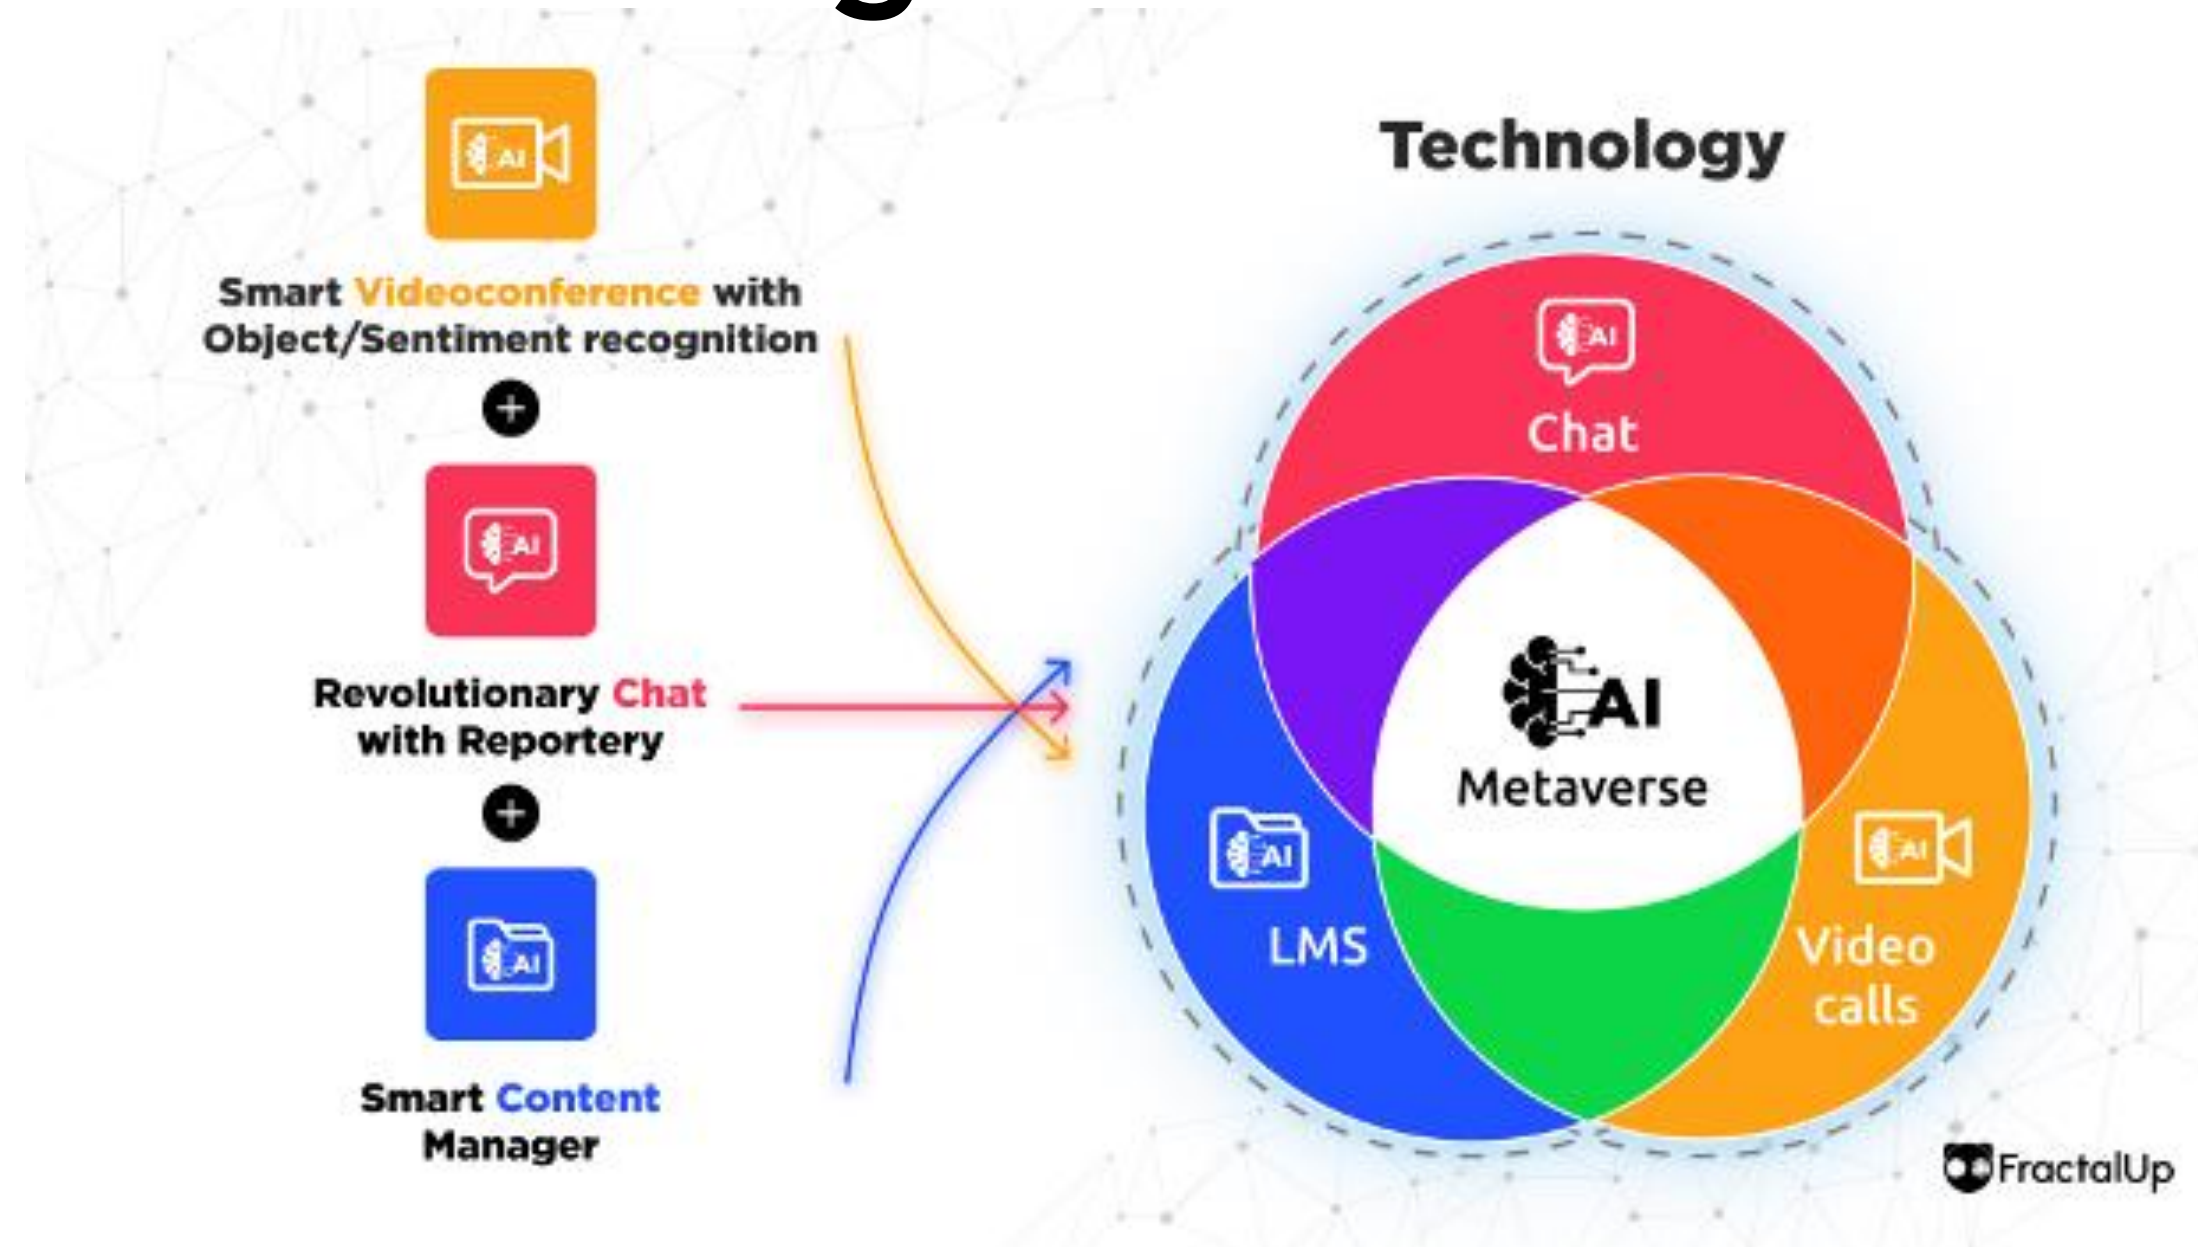 AI
Smart Videoconference with
Object/Sentiment recognition
+
AI
Revolutionary Chat
with Reportery
+
AI
Smart Content
Manager
Technology
AI
Chat
AI
Metaverse
AI
LMS
AI
Video
calls
FractalUp